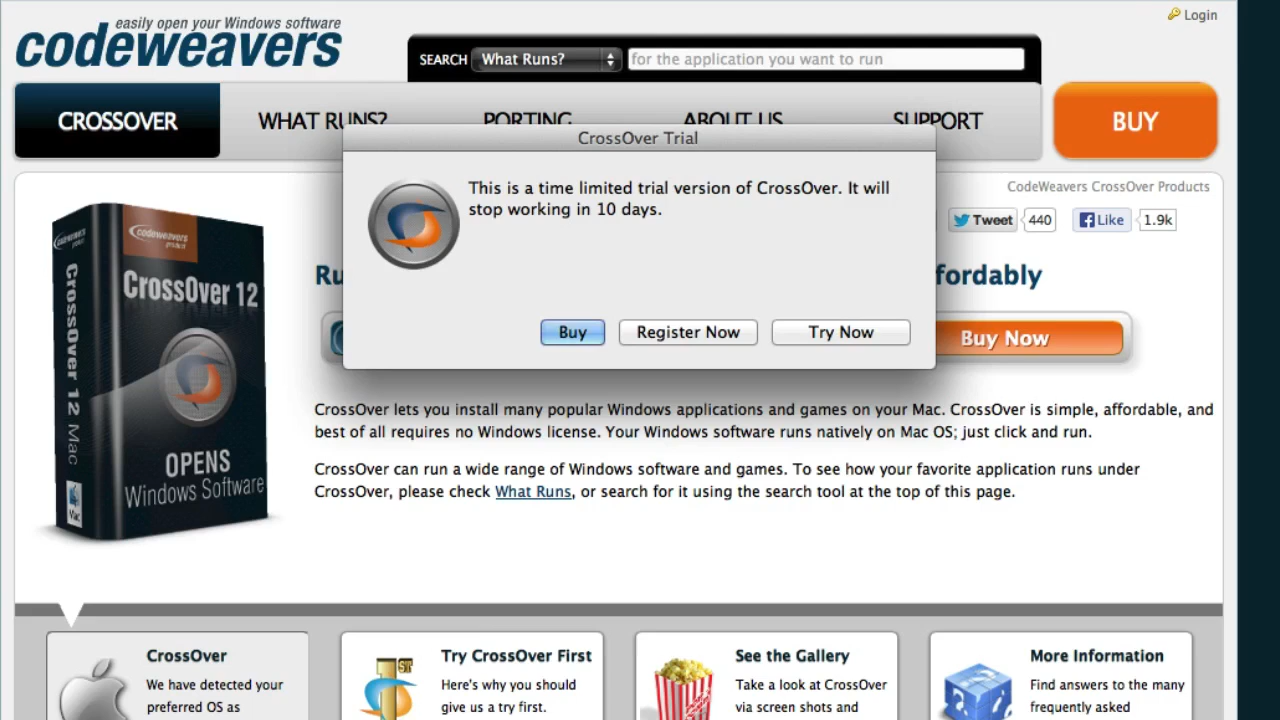 easily open your Windows software
codeweavers
Login
SEARCH What Runs? for the application you want to run
CROSSOVER
WHAT RUNS?
PORTING
ABOUT US
SUPPORT
BUY
CrossOver Trial
This is a time limited trial version of CrossOver. It will
stop working in 10 days.
Buy
Register Now
Try Now
CodeWeavers CrossOver Products
Tweet 440
Like 1.9k
Ru
fordably
Buy Now
codeweavers
product
CrossOver 12
CrossOver 12 Mac
OPENS
Windows Software
Mac
CrossOver lets you install many popular Windows applications and games on your Mac. CrossOver is simple, affordable, and
best of all requires no Windows license. Your Windows software runs natively on Mac OS; just click and run.
CrossOver can run a wide range of Windows software and games. To see how your favorite application runs under
CrossOver, please check What Runs, or search for it using the search tool at the top of this page.
CrossOver
We have detected your
preferred OS as
Try CrossOver First
Here's why you should
give us a try first.
1ST
See the Gallery
Take a look at CrossOver
via screen shots and
More Information
Find answers to the many
frequently asked